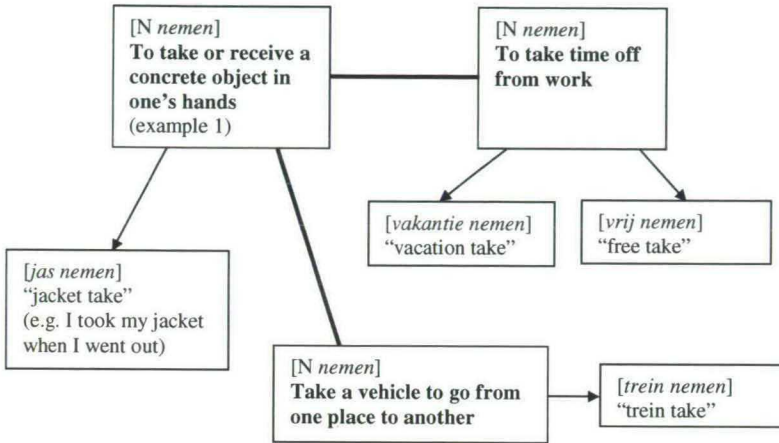 [N nemen]
To take or receive a
concrete object in
one's hands
(example 1)
[N nemen]
To take time off
from work
[vakantie nemen]
“vacation take”
[vrij nemen]
“free take”
[jas nemen]
“jacket take”
(e.g. I took my jacket
when I went out)
[N nemen]
Take a vehicle to go from
one place to another
[trein nemen]
“trein take”